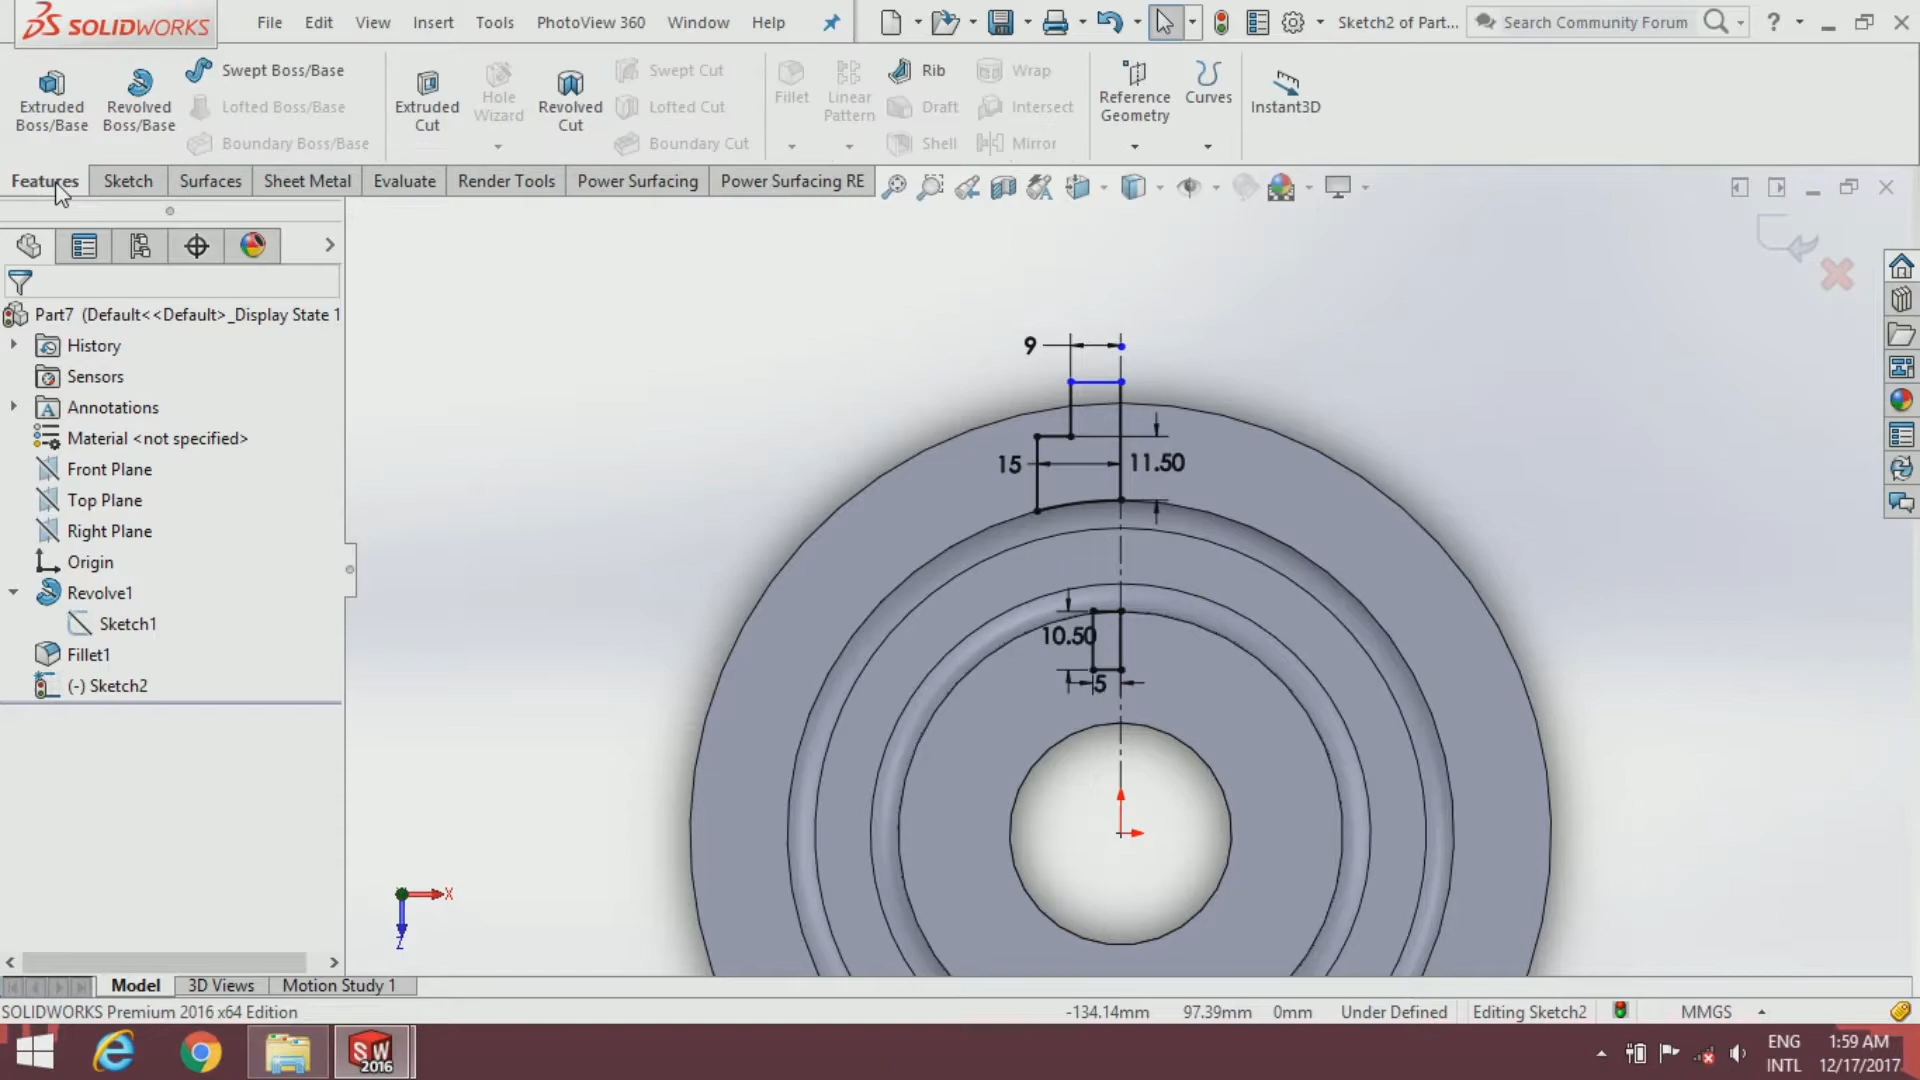 SOLIDWORKS
File Edit View Insert Tools PhotoView 360 Window Help
Sketch2 of Part...
Search Community Forum
?
Extruded Boss/Base
Revolved Boss/Base
Swept Boss/Base
Lofted Boss/Base
Boundary Boss/Base
Extruded Cut
Hole Wizard
Revolved Cut
Swept Cut
Lofted Cut
Boundary Cut
Fillet
Linear Pattern
Rib
Draft
Shell
Wrap
Intersect
Mirror
Reference Geometry
Curves
Instant3D
Features Sketch Surfaces Sheet Metal Evaluate Render Tools Power Surfacing Power Surfacing RE
Part7 (Default<<Default>_Display State 1
History
Sensors
Annotations
Material <not specified>
Front Plane
Top Plane
Right Plane
Origin
Revolve1
Sketch1
Fillet1
(-) Sketch2
9
15
11.50
10.50
5
X
Z
Model 3D Views Motion Study 1
SOLIDWORKS Premium 2016 x64 Edition
-134.14mm 97.39mm 0mm Under Defined Editing Sketch2 MMGS
SW 2016
ENG 1:59 AM
INTL 12/17/2017